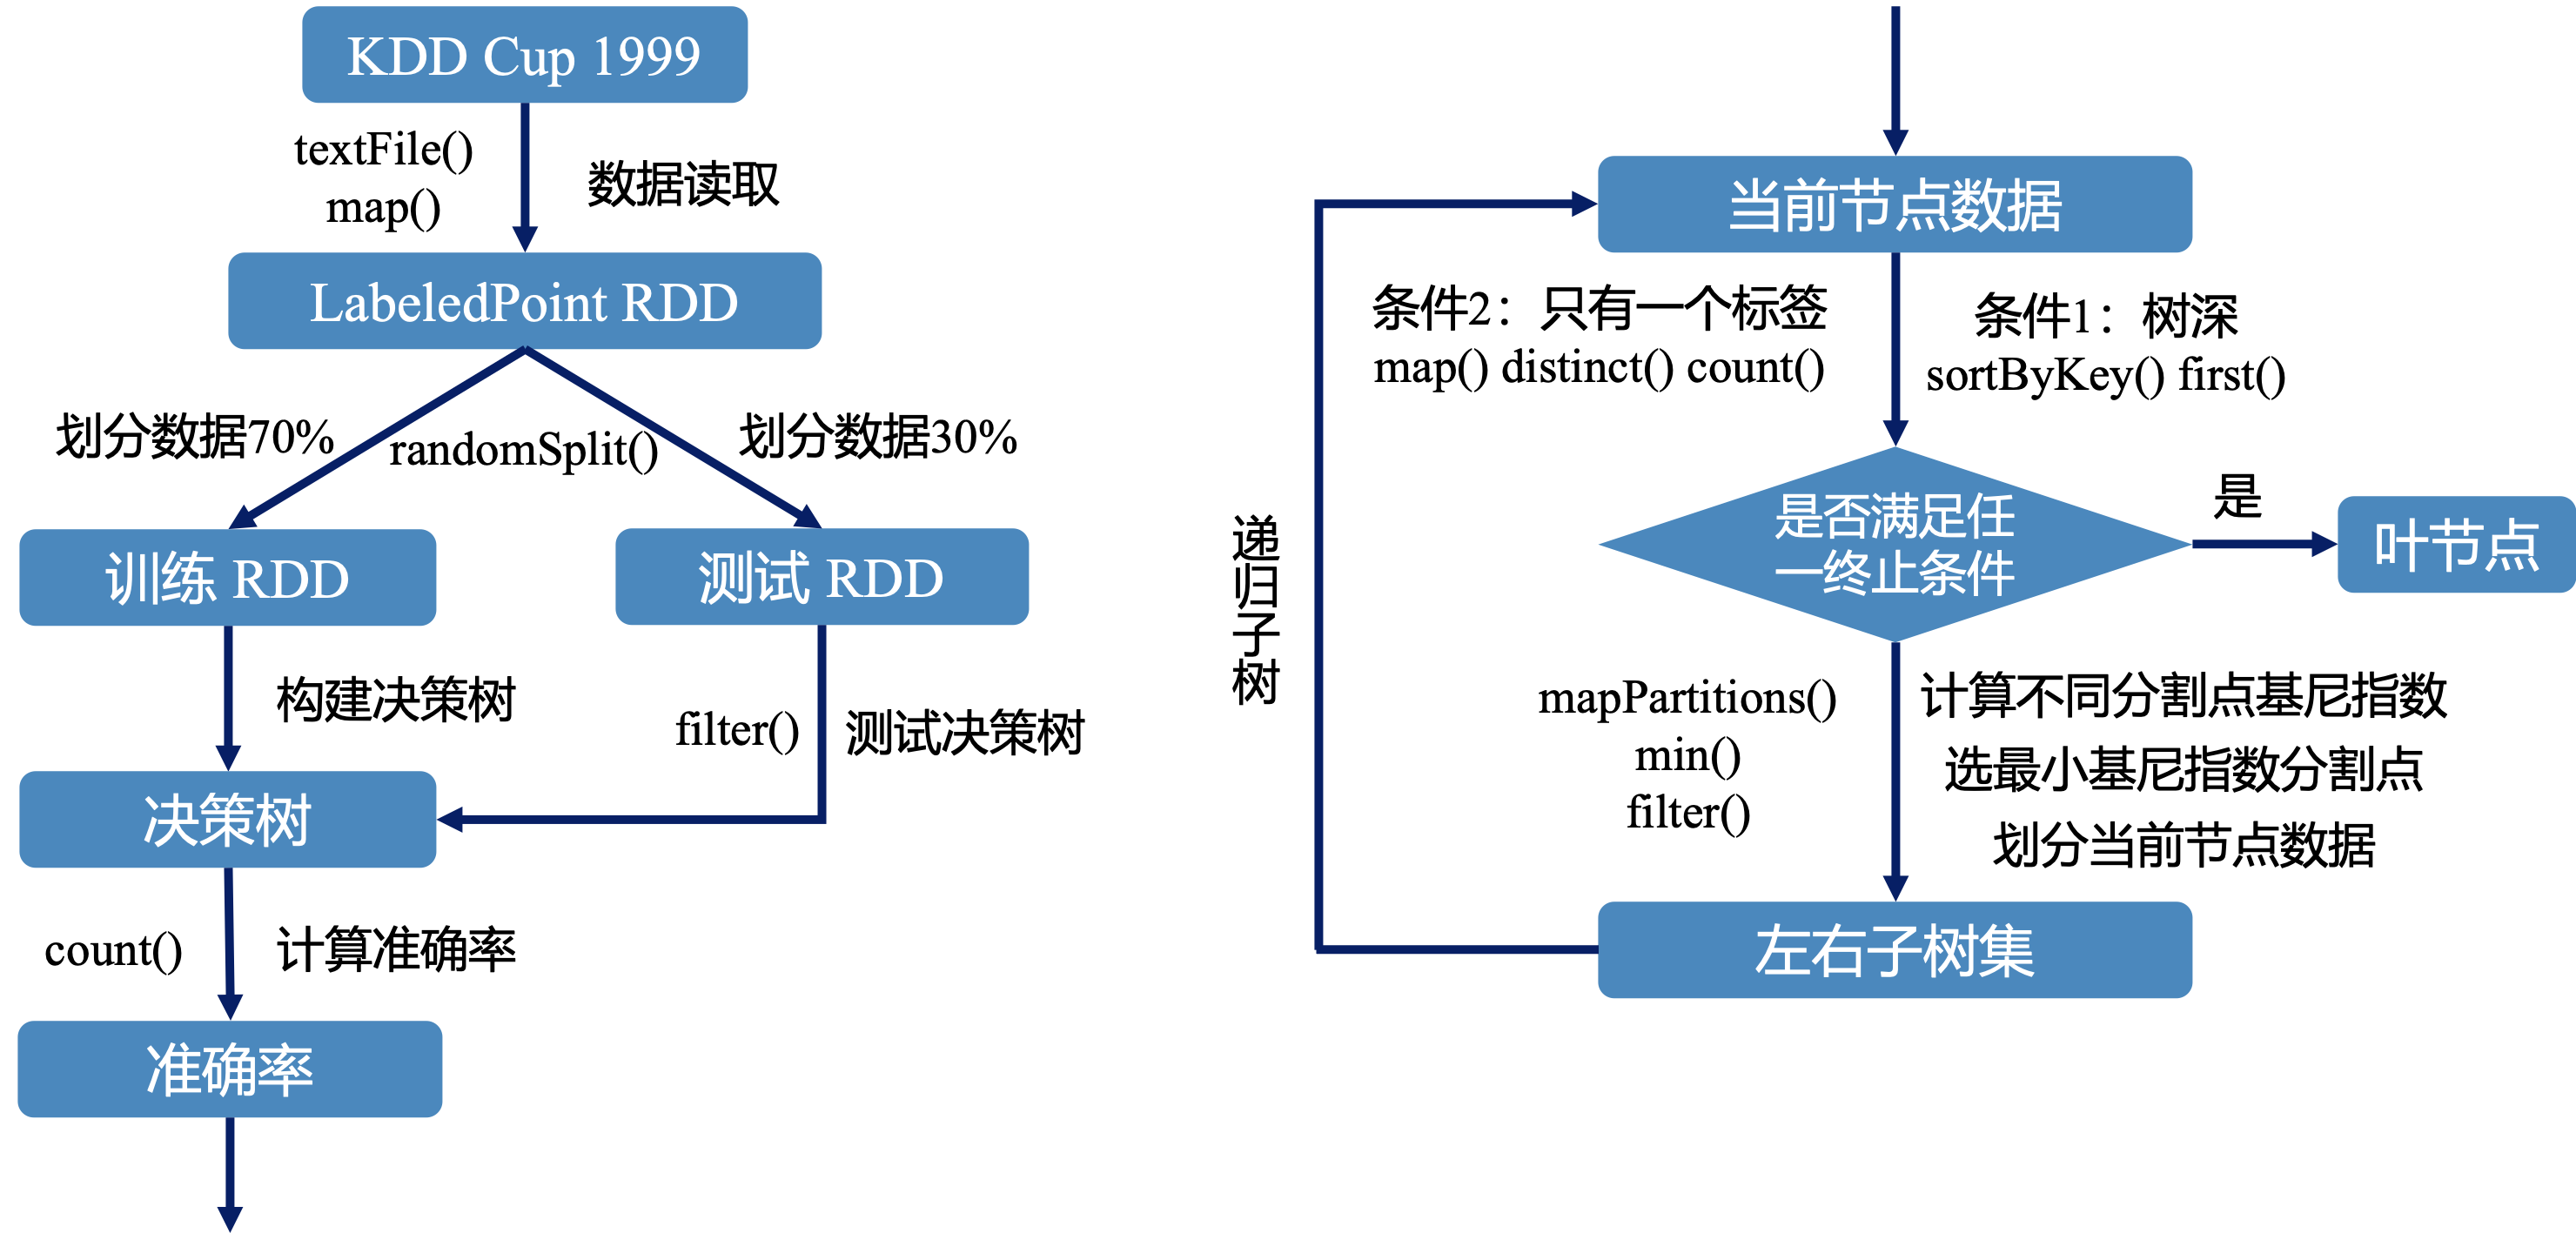 KDD Cup 1999
textFile()
map()
数据读取
LabeledPoint RDD
划分数据70%
randomSplit()
划分数据30%
训练 RDD
测试 RDD
构建决策树
filter()
测试决策树
决策树
count()
计算准确率
准确率
当前节点数据
条件2：只有一个标签
map() distinct() count()
条件1：树深
sortByKey() first()
是否满足任
一终止条件
是
叶节点
递归子树
mapPartitions()
min()
filter()
计算不同分割点基尼指数
选最小基尼指数分割点
划分当前节点数据
左右子树集